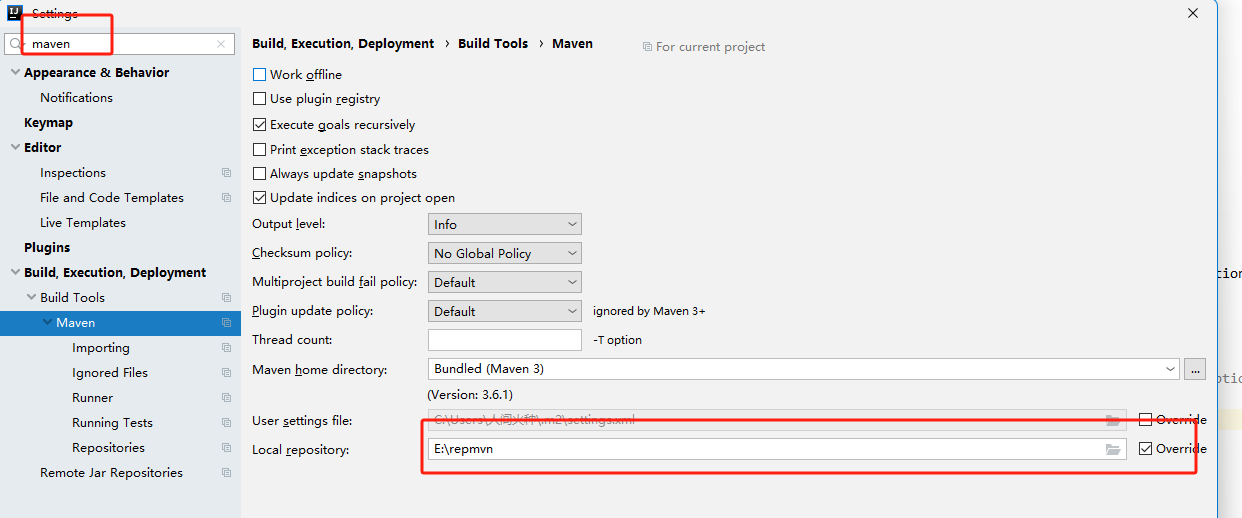 Settings
maven
Appearance & Behavior
Notifications
Keymap
Editor
Inspections
File and Code Templates
Live Templates
Plugins
Build, Execution, Deployment
Build Tools
Maven
Importing
Ignored Files
Runner
Running Tests
Repositories
Remote Jar Repositories
Build, Execution, Deployment › Build Tools › Maven For current project
Work offline
Use plugin registry
Execute goals recursively
Print exception stack traces
Always update snapshots
Update indices on project open
Output level: Info
Checksum policy: No Global Policy
Multiproject build fail policy: Default
Plugin update policy: Default ignored by Maven 3+
Thread count: -T option
Maven home directory: Bundled (Maven 3) ...
(Version: 3.6.1)
User settings file: C:\Users\人间火种\.m2\settings.xml Override
Local repository: E:\repmvn Override